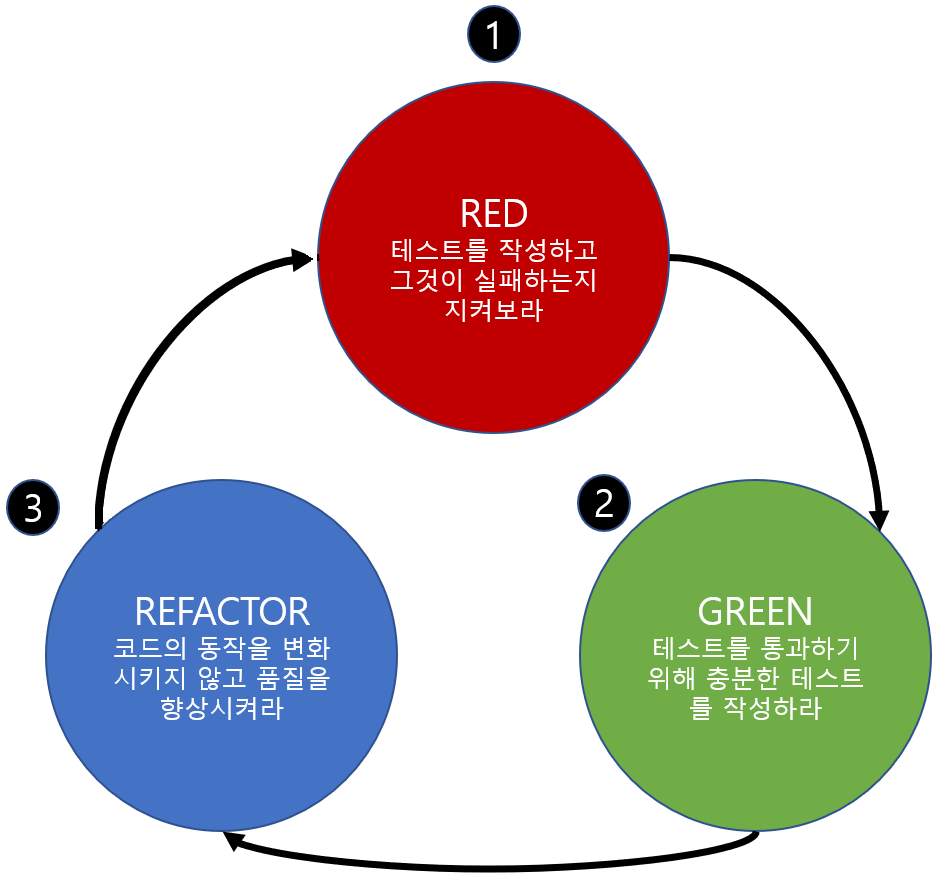 1
RED
테스트를 작성하고
그것이 실패하는지
지켜보라
2
GREEN
테스트를 통과하기
위해 충분한 테스트
를 작성하라
3
REFACTOR
코드의 동작을 변화
시키지 않고 품질을
향상시켜라